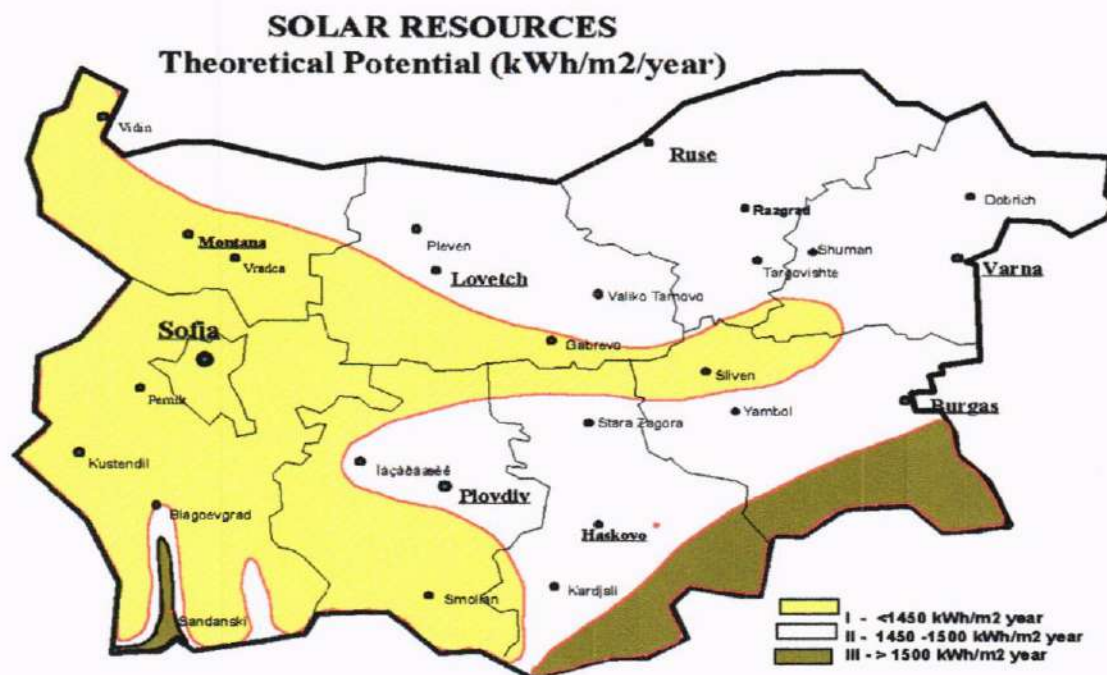 SOLAR RESOURCES
Theoretical Potential (kWh/m2/year)
Vidin
Ruse
Razgrad
Dobrich
Montana
Vradca
Pleven
Lovetch
Shuman
Targovishte
Varna
Valiko Tarnovo
Sofia
Gabrevo
Sliven
Pernik
Yambol
Burgas
Stara Zagora
Kustendil
Ïàçàðäæèê
Plovdiv
Blagoevgrad
Haskovo
Kardjali
Smolian
Sandanski
I - <1450 kWh/m2 year
II - 1450 -1500 kWh/m2 year
III - > 1500 kWh/m2 year